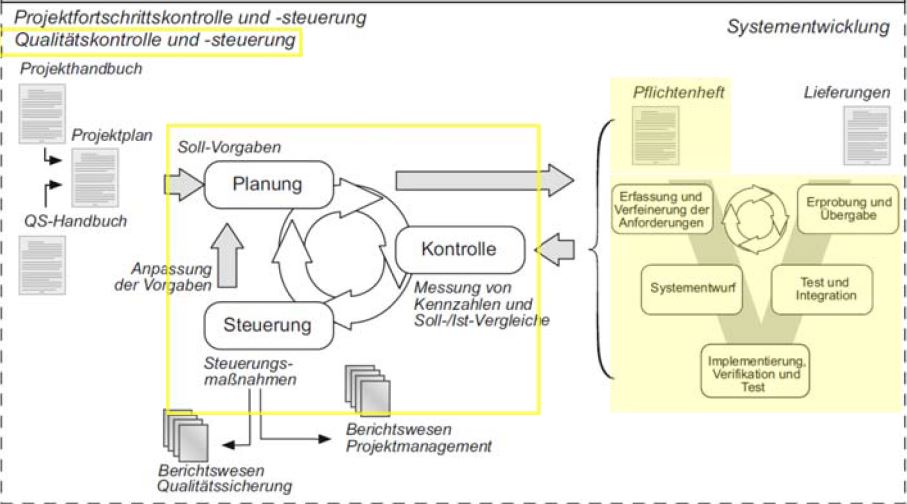 Projektfortschrittskontrolle und -steuerung
Qualitätskontrolle und -steuerung
Systementwicklung
Projekthandbuch
Projektplan
QS-Handbuch
Soll-Vorgaben
Planung
Kontrolle
Messung von
Kennzahlen und
Soll-/Ist-Vergleiche
Anpassung
der Vorgaben
Steuerung
Steuerungs-
maßnahmen
Berichtswesen
Projektmanagement
Berichtswesen
Qualitätssicherung
Pflichtenheft
Lieferungen
Erfassung und
Verfeinerung der
Anforderungen
Erprobung und
Übergabe
Systementwurf
Test und
Integration
Implementierung,
Verifikation und
Test